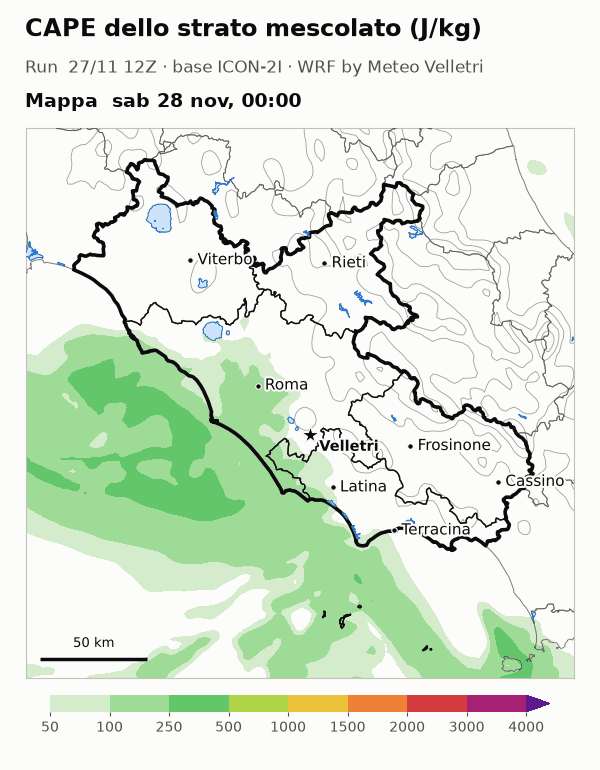 CAPE dello strato mescolato (J/kg)
Run  27/11 12Z · base ICON-2I · WRF by Meteo Velletri
Mappa  sab 28 nov, 00:00
Viterbo
Rieti
Roma
Velletri
Frosinone
Cassino
Latina
Terracina
50 km
50 100 250 500 1000 1500 2000 3000 4000